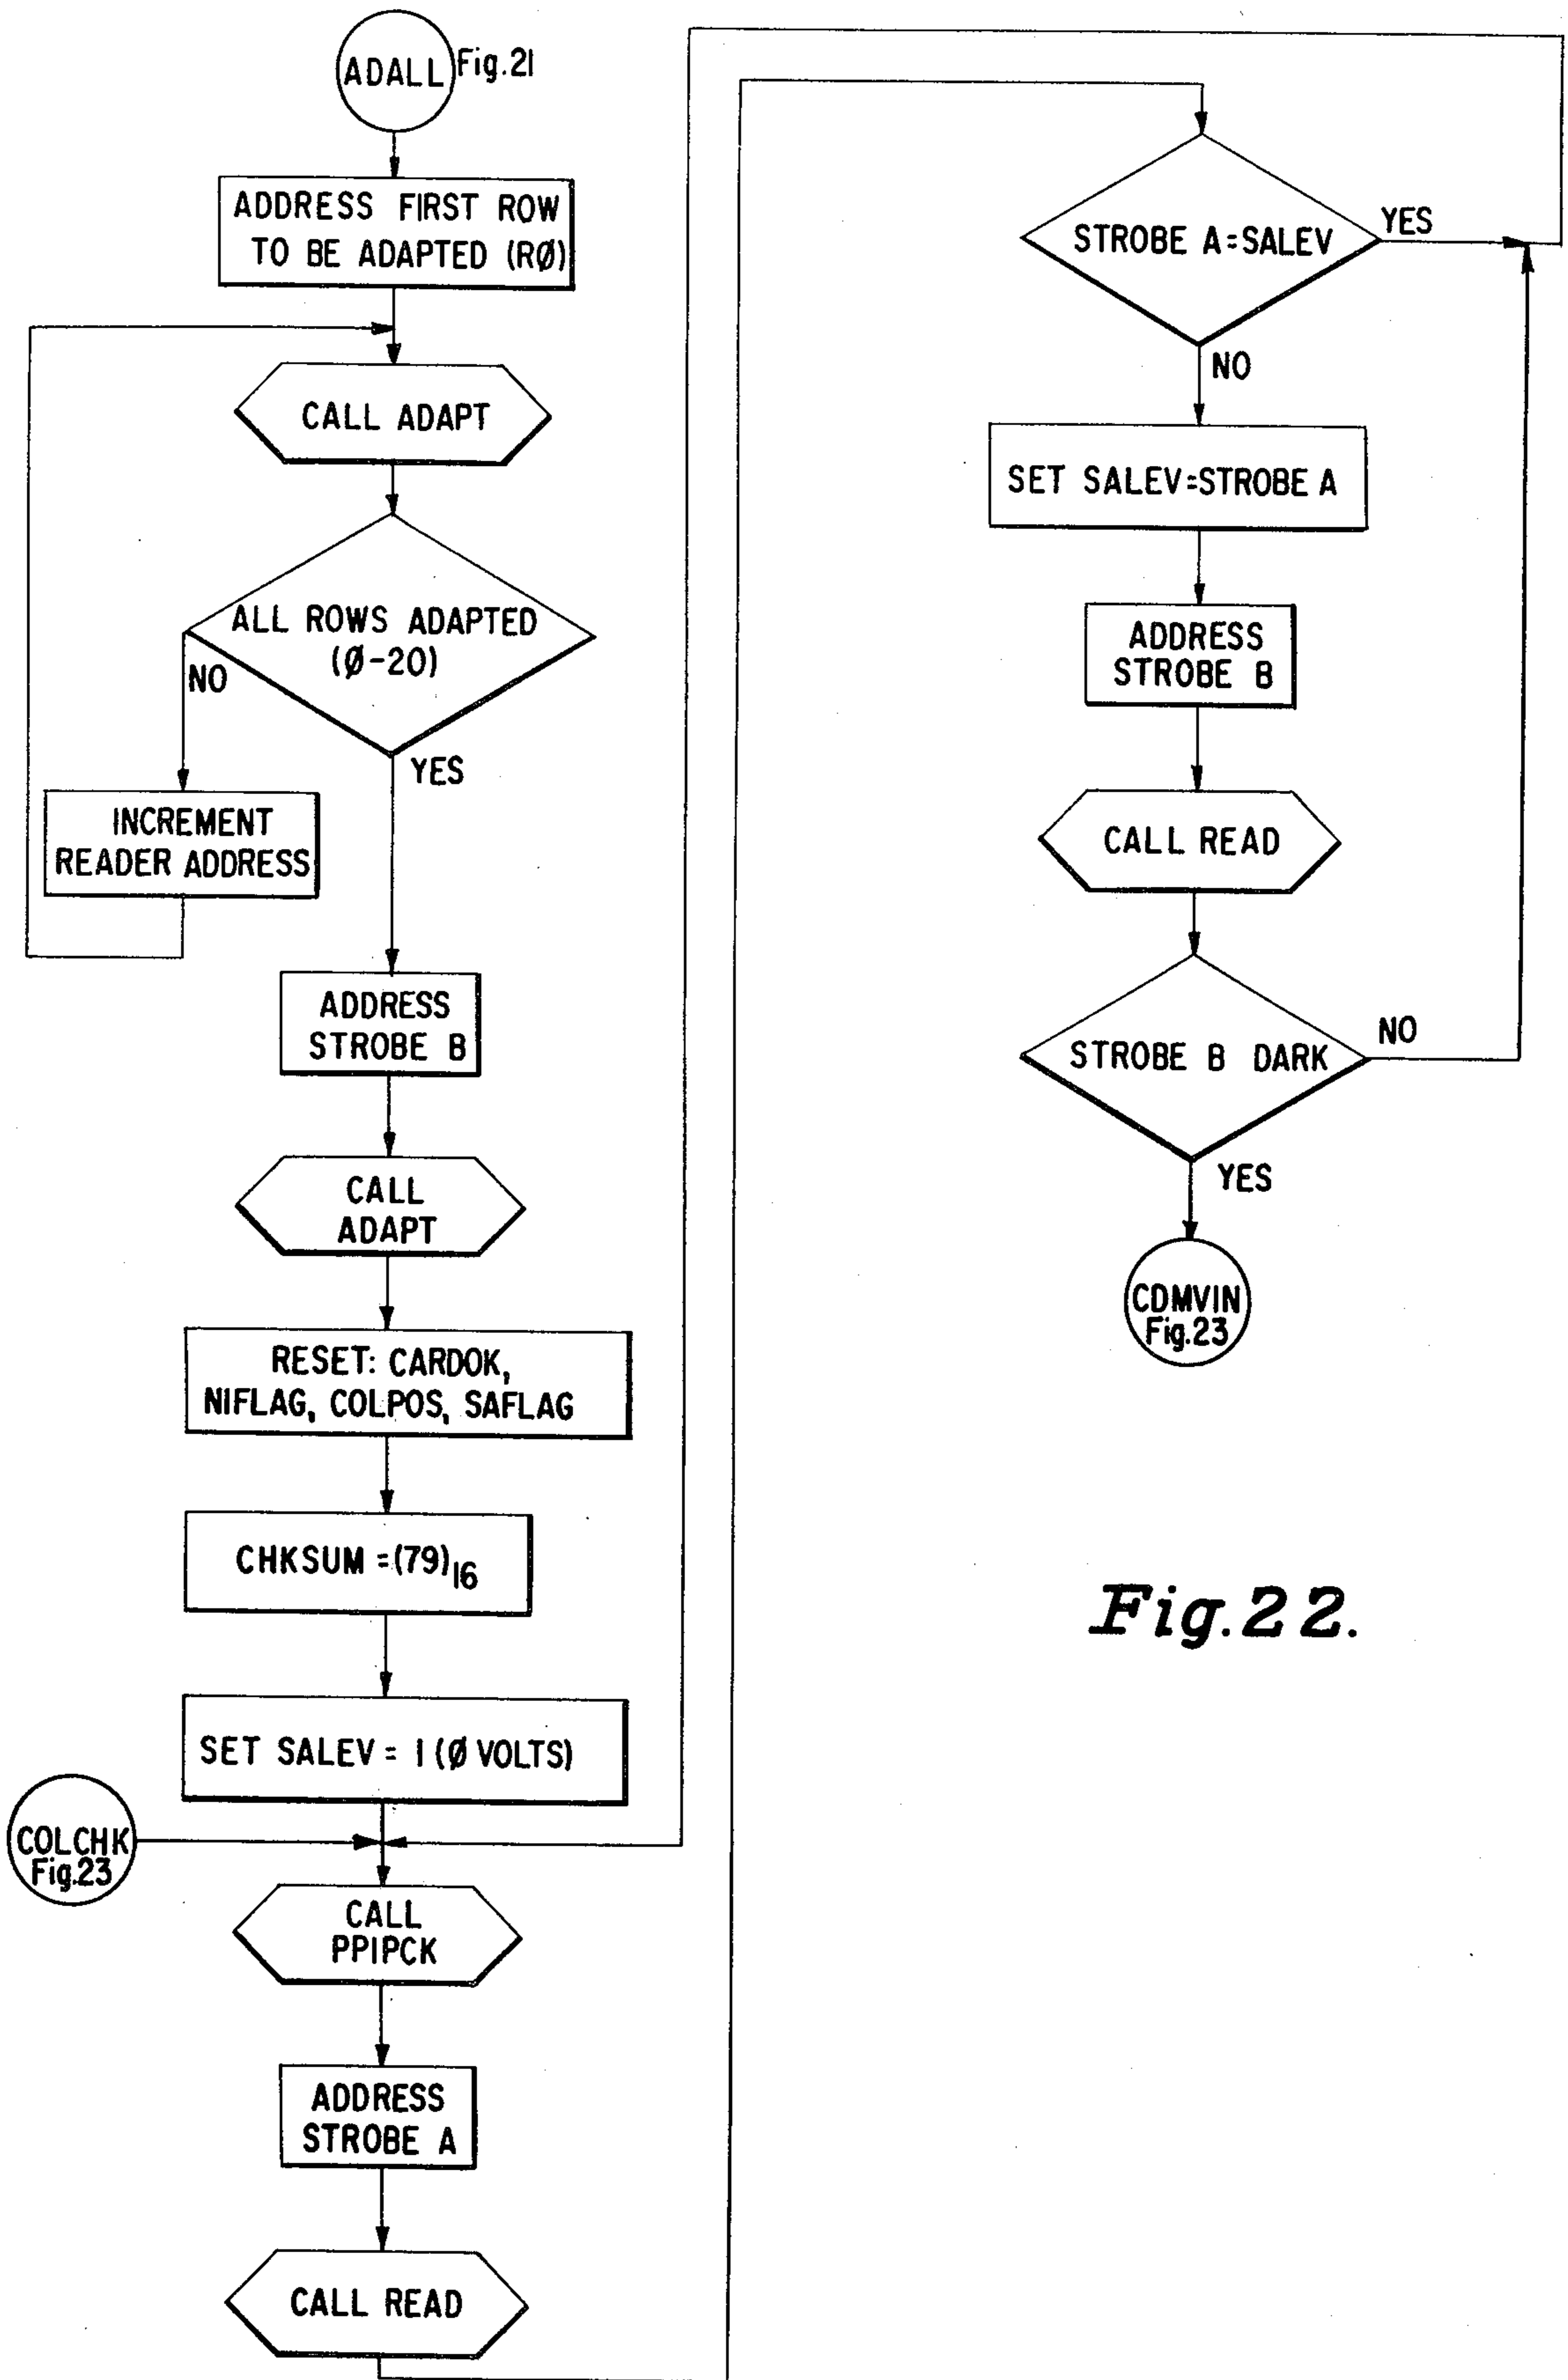 ADALL Fig.21
ADDRESS FIRST ROW
TO BE ADAPTED (RØ)
CALL ADAPT
ALL ROWS ADAPTED
(Ø-20)
NO
YES
INCREMENT
READER ADDRESS
ADDRESS
STROBE B
CALL
ADAPT
RESET: CARDOK,
NIFLAG, COLPOS, SAFLAG
CHKSUM =(79)16
SET SALEV = 1 (Ø VOLTS)
COLCHK
Fig.23
CALL
PPIPCK
ADDRESS
STROBE A
CALL READ
STROBE A=SALEV
YES
NO
SET SALEV=STROBE A
ADDRESS
STROBE B
CALL READ
STROBE B DARK
NO
YES
CDMVIN
Fig.23
Fig.22.